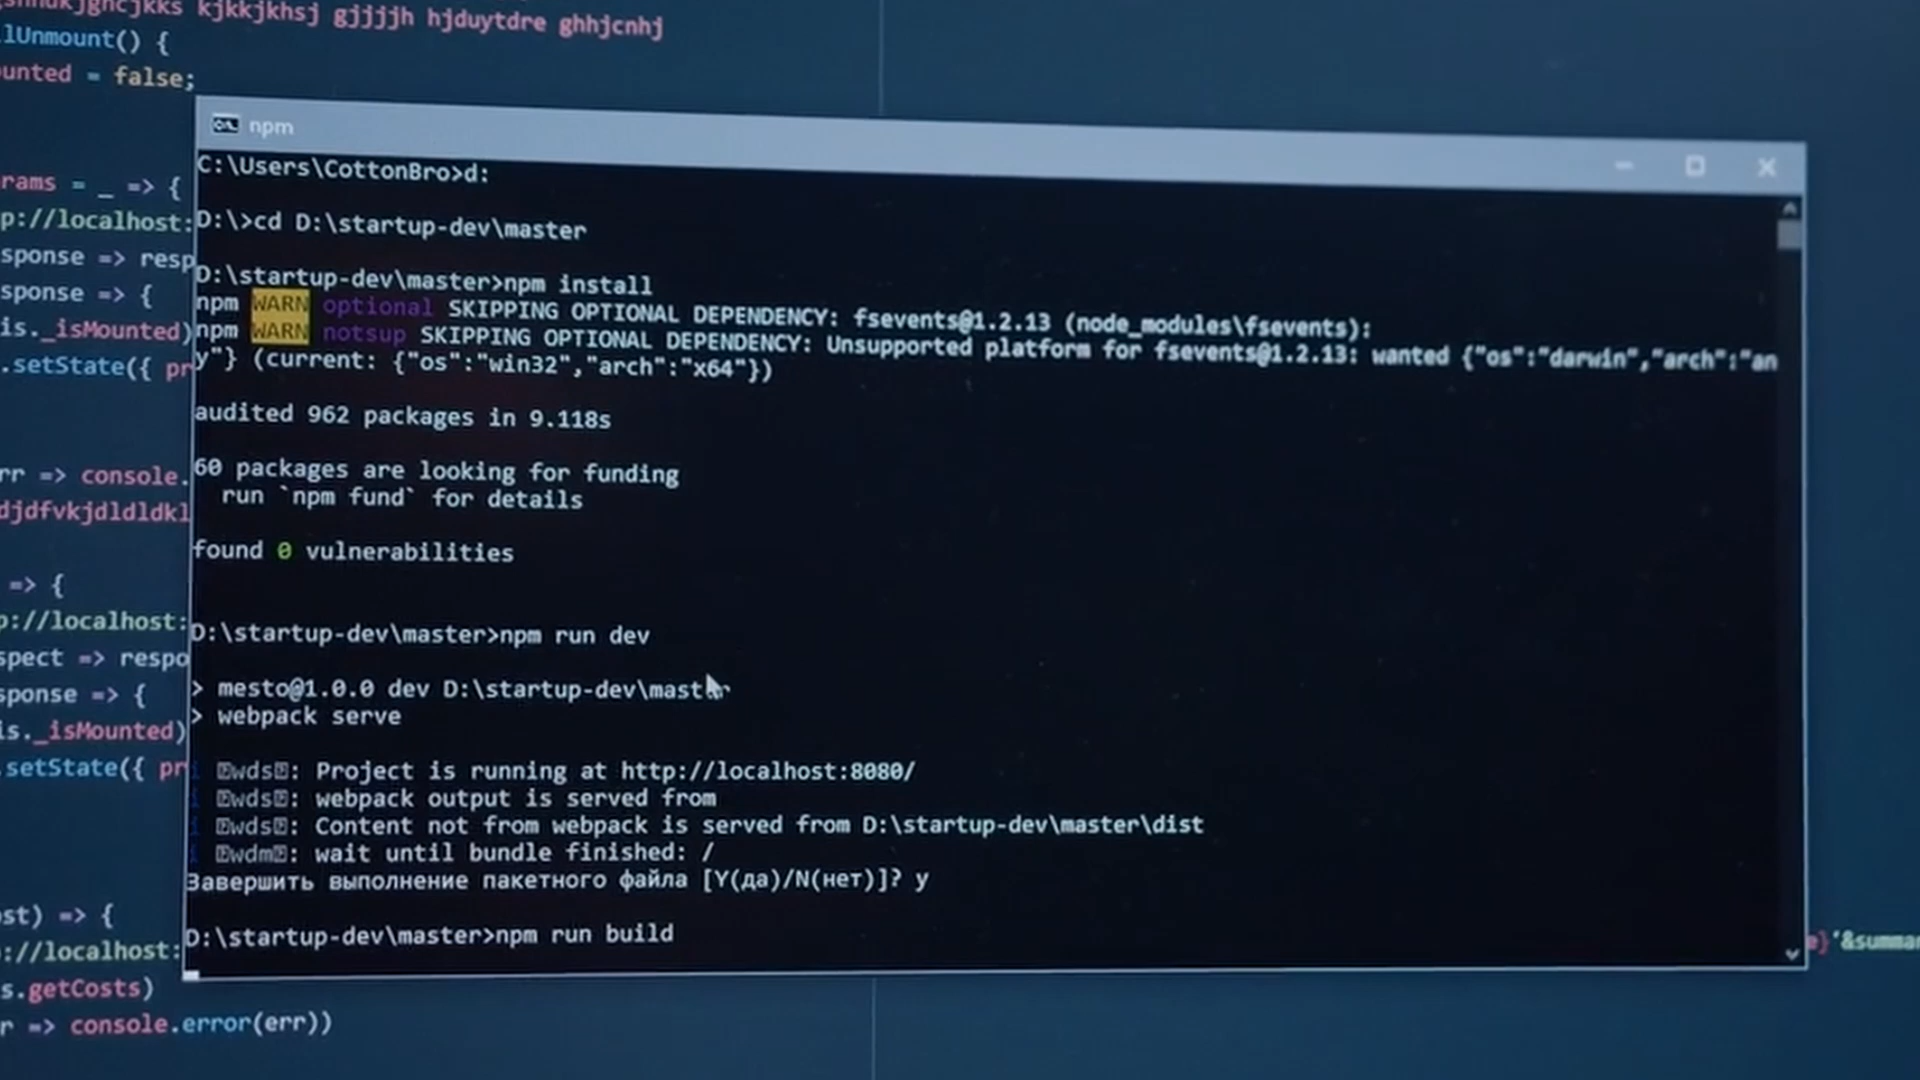 kjkkjkhsj gjjjjh hjduytdre ghhjcnhj
llUnmount() {
ounted = false;
rams = _ => {
p://localhost:
sponse => resp
sponse => {
is._isMounted)
.setState({ pr
rr => console.
djdfvkjdldldkl
=> {
p://localhost:
spect => respo
sponse => {
is._isMounted)
.setState({ pr
ost) => {
://localhost:
s.getCosts)
r => console.error(err))
npm
C:\Users\CottonBro>d:
D:\>cd D:\startup-dev\master
D:\startup-dev\master>npm install
npm WARN optional SKIPPING OPTIONAL DEPENDENCY: fsevents@1.2.13 (node_modules\fsevents):
npm WARN notsup SKIPPING OPTIONAL DEPENDENCY: Unsupported platform for fsevents@1.2.13: wanted {"os":"darwin","arch":"an
y"} (current: {"os":"win32","arch":"x64"})
audited 962 packages in 9.118s
60 packages are looking for funding
run `npm fund` for details
found 0 vulnerabilities
D:\startup-dev\master>npm run dev
> mesto@1.0.0 dev D:\startup-dev\master
> webpack serve
i wds: Project is running at http://localhost:8080/
i wds: webpack output is served from
i wds: Content not from webpack is served from D:\startup-dev\master\dist
i wdm: wait until bundle finished: /
Завершить выполнение пакетного файла [Y(да)/N(нет)]? y
D:\startup-dev\master>npm run build
e}'&summar